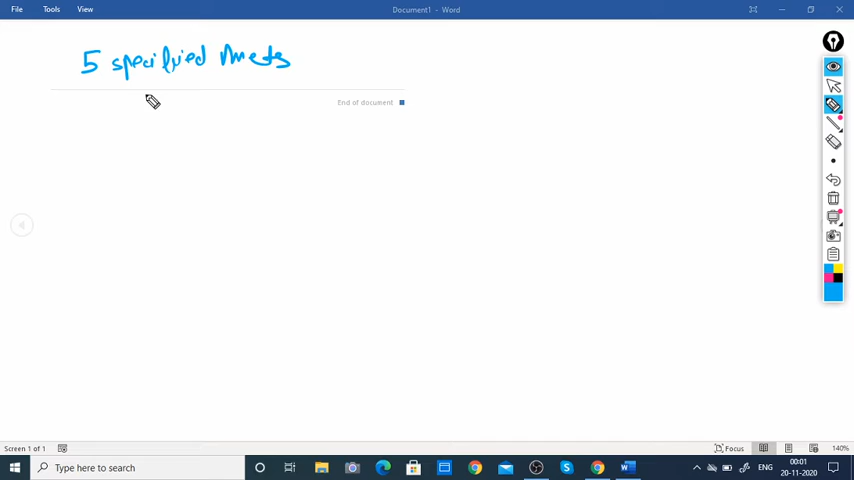 File Tools View Document1 - Word
5 specified
End of document
Screen 1 of 1 Focus 140%
Type here to search ENG 00:01
20-11-2020